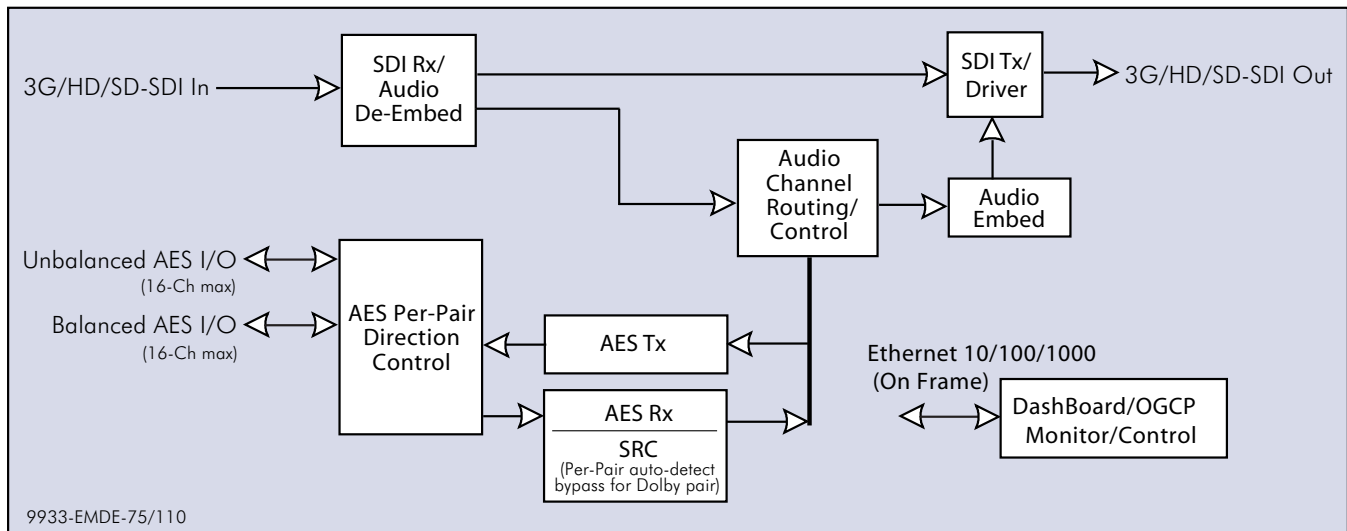 3G/HD/SD-SDI In
SDI Rx/
Audio
De-Embed
SDI Tx/
Driver
3G/HD/SD-SDI Out
Audio
Channel
Routing/
Control
Audio
Embed
Unbalanced AES I/O
(16-Ch max)
Balanced AES I/O
(16-Ch max)
AES Per-Pair
Direction
Control
AES Tx
AES Rx
SRC
(Per-Pair auto-detect
bypass for Dolby pair)
Ethernet 10/100/1000
(On Frame)
DashBoard/OGCP
Monitor/Control
9933-EMDE-75/110